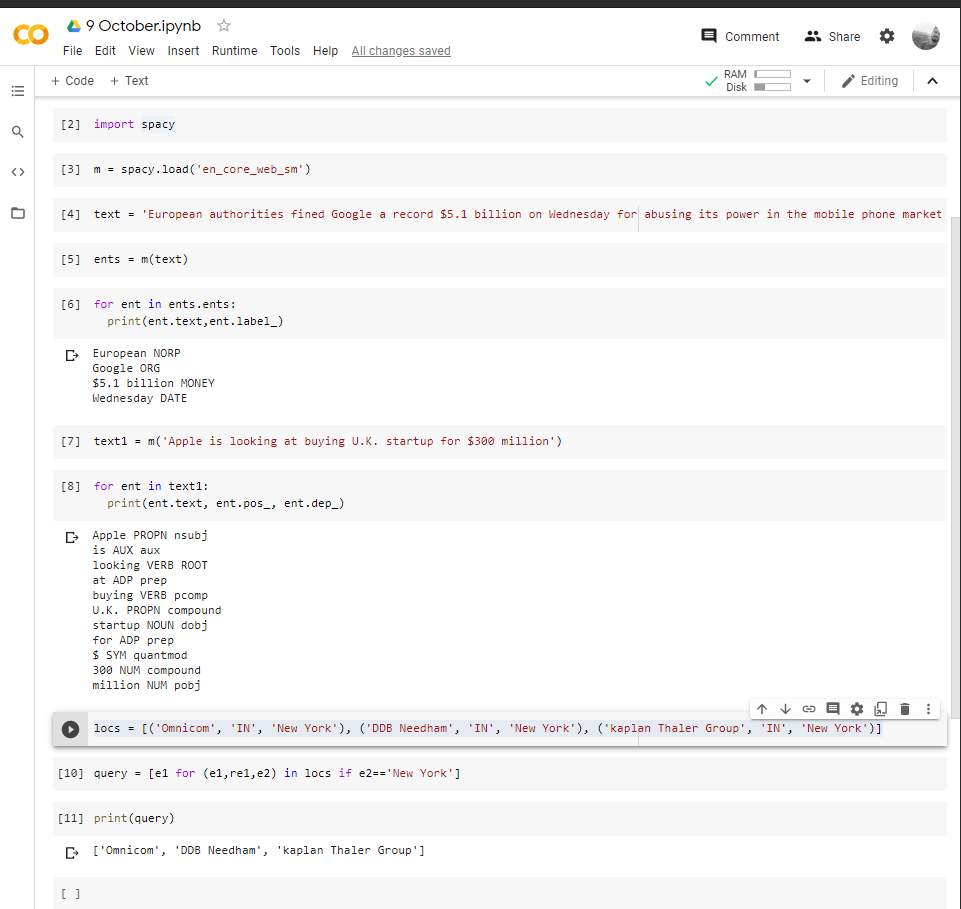 CO 9 October.ipynb
File Edit View Insert Runtime Tools Help All changes saved
Comment Share
+ Code + Text
RAM
Disk
Editing
[2] import spacy
[3] m = spacy.load('en_core_web_sm')
[4] text = 'European authorities fined Google a record $5.1 billion on Wednesday for abusing its power in the mobile phone market
[5] ents = m(text)
[6] for ent in ents.ents:
print(ent.text,ent.label_)
European NORP
Google ORG
$5.1 billion MONEY
Wednesday DATE
[7] text1 = m('Apple is looking at buying U.K. startup for $300 million')
[8] for ent in text1:
print(ent.text, ent.pos_, ent.dep_)
Apple PROPN nsubj
is AUX aux
looking VERB ROOT
at ADP prep
buying VERB pcomp
U.K. PROPN compound
startup NOUN dobj
for ADP prep
$ SYM quantmod
300 NUM compound
million NUM pobj
locs = [('Omnicom', 'IN', 'New York'), ('DDB Needham', 'IN', 'New York'), ('kaplan Thaler Group', 'IN', 'New York')]
[10] query = [e1 for (e1,re1,e2) in locs if e2=='New York']
[11] print(query)
['Omnicom', 'DDB Needham', 'kaplan Thaler Group']
[ ]